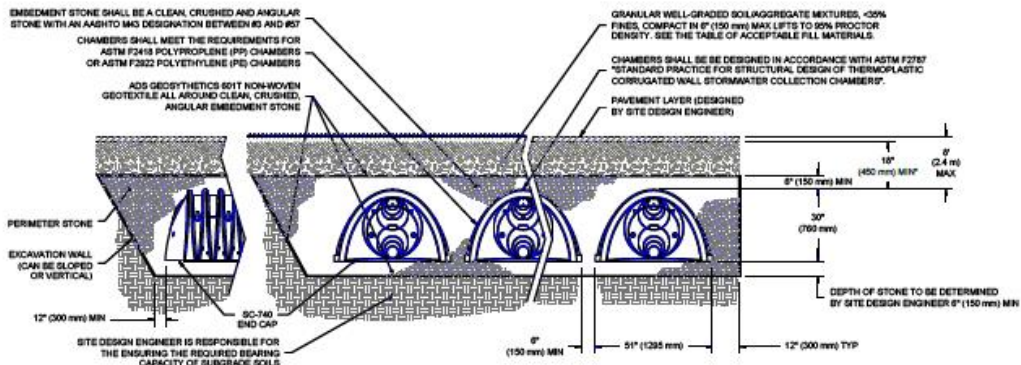 EMBEDMENT STONE SHALL BE A CLEAN, CRUSHED AND ANGULAR
STONE WITH AN AASHTO M43 DESIGNATION BETWEEN #3 AND #57
CHAMBERS SHALL MEET THE REQUIREMENTS FOR
ASTM F2418 POLYPROPLENE (PP) CHAMBERS
OR ASTM F2922 POLYETHYLENE (PE) CHAMBERS
ADS GEOSYTHETICS 601T NON-WOVEN
GEOTEXTILE ALL AROUND CLEAN, CRUSHED,
ANGULAR EMBEDMENT STONE
GRANULAR WELL-GRADED SOIL/AGGREGATE MIXTURES, <35%
FINES, COMPACT IN 6" (150 mm) MAX LIFTS TO 95% PROCTOR
DENSITY. SEE THE TABLE OF ACCEPTABLE FILL MATERIALS.
CHAMBERS SHALL BE BE DESIGNED IN ACCORDANCE WITH ASTM F2787
"STANDARD PRACTICE FOR STRUCTURAL DESIGN OF THERMOPLASTIC
CORRUGATED WALL STORMWATER COLLECTION CHAMBERS".
PAVEMENT LAYER (DESIGNED
BY SITE DESIGN ENGINEER)
8'
(2.4 m)
MAX
18"
(450 mm) MIN*
6" (150 mm) MIN
30"
(760 mm)
DEPTH OF STONE TO BE DETERMINED
BY SITE DESIGN ENGINEER 6" (150 mm) MIN
PERIMETER STONE
EXCAVATION WALL
(CAN BE SLOPED
OR VERTICAL)
12" (300 mm) MIN
SC-740
END CAP
SITE DESIGN ENGINEER IS RESPONSIBLE FOR
THE ENSURING THE REQUIRED BEARING
CAPACITY OF SUBGRADE SOILS
6"
(150 mm) MIN
51" (1295 mm)
12" (300 mm) TYP